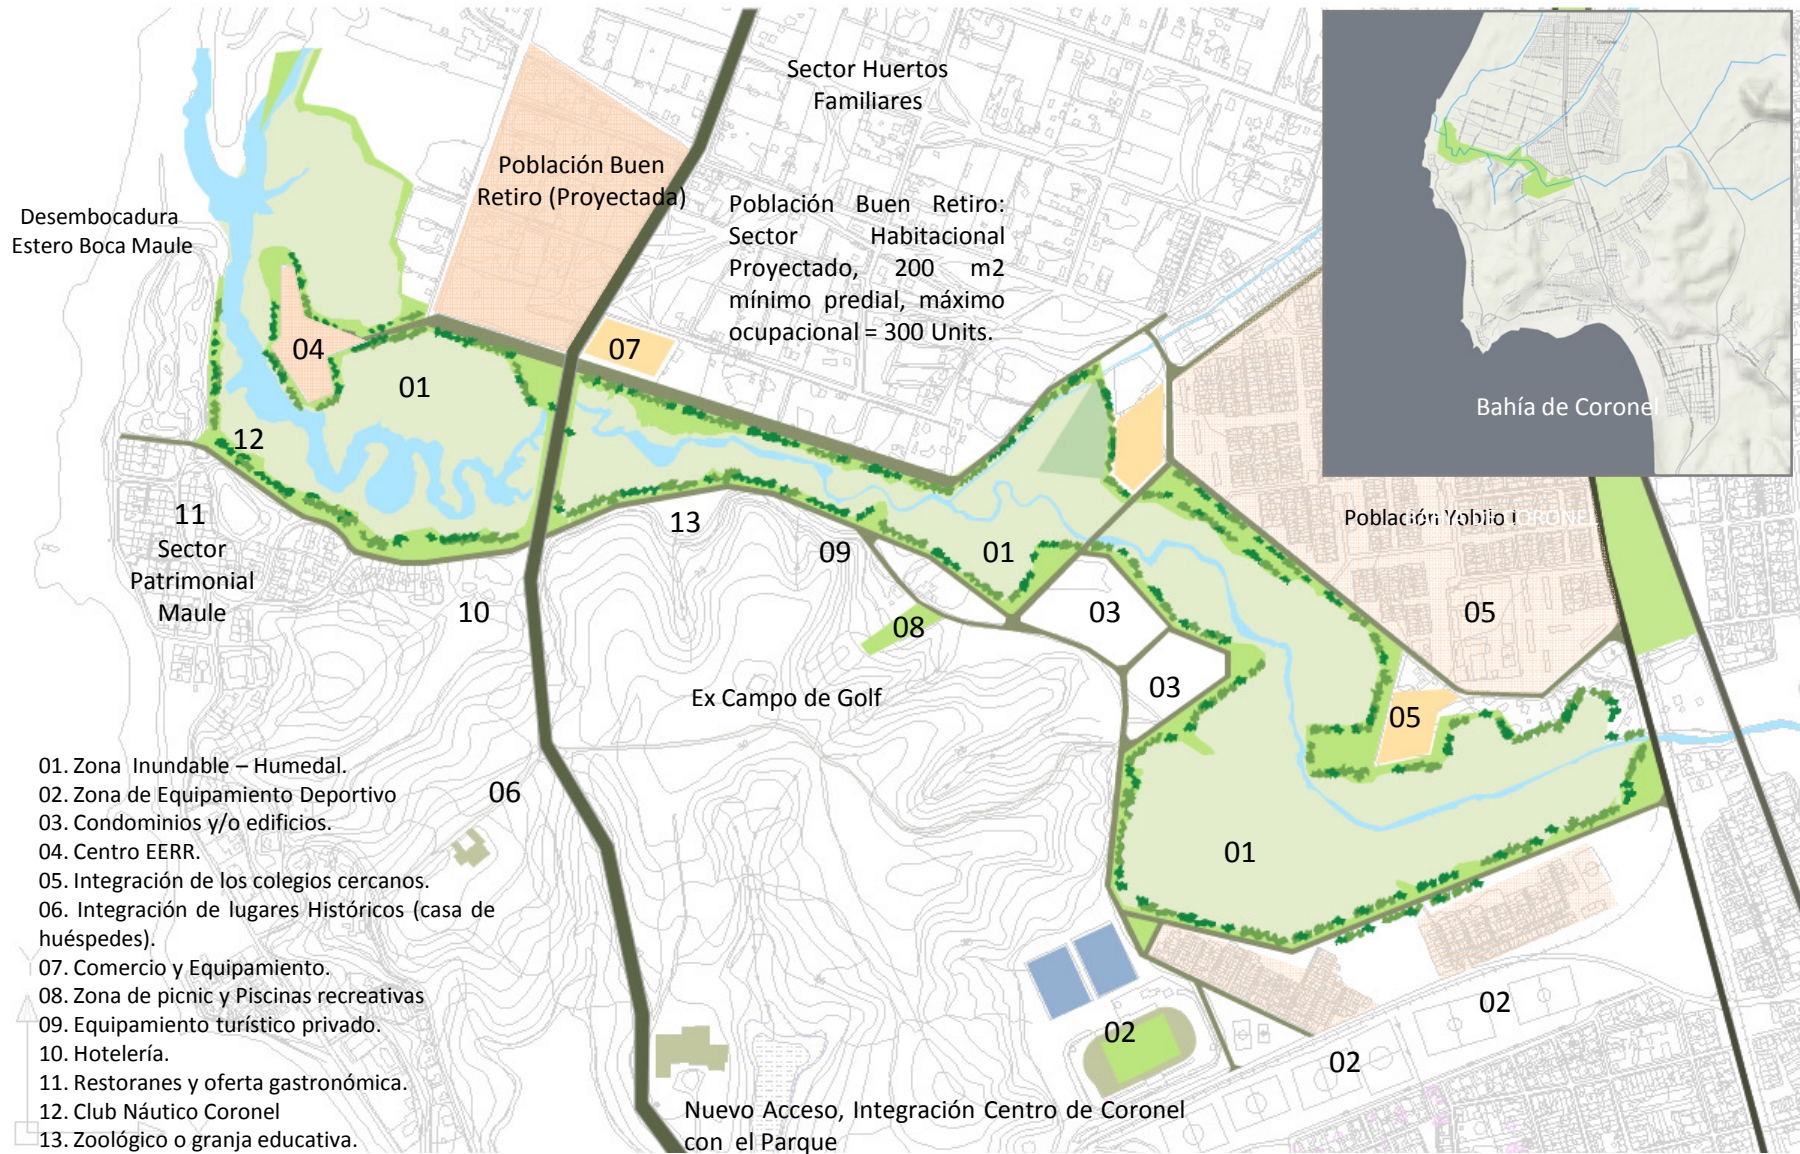 Sector Huertos
Familiares
Población Buen
Retiro (Proyectada)
Población Buen Retiro:
Sector Habitacional
Proyectado, 200 m2
mínimo predial, máximo
ocupacional = 300 Units.
Desembocadura
Estero Boca Maule
Bahía de Coronel
04
07
01
12
11
Sector
Patrimonial
Maule
13
09
01
10
08
03
03
Población Yobilo I
05
05
Ex Campo de Golf
06
01
02
02
02
01. Zona Inundable – Humedal.
02. Zona de Equipamiento Deportivo
03. Condominios y/o edificios.
04. Centro EERR.
05. Integración de los colegios cercanos.
06. Integración de lugares Históricos (casa de
huéspedes).
07. Comercio y Equipamiento.
08. Zona de picnic y Piscinas recreativas
09. Equipamiento turístico privado.
10. Hotelería.
11. Restoranes y oferta gastronómica.
12. Club Náutico Coronel
13. Zoológico o granja educativa.
Nuevo Acceso, Integración Centro de Coronel
con el Parque